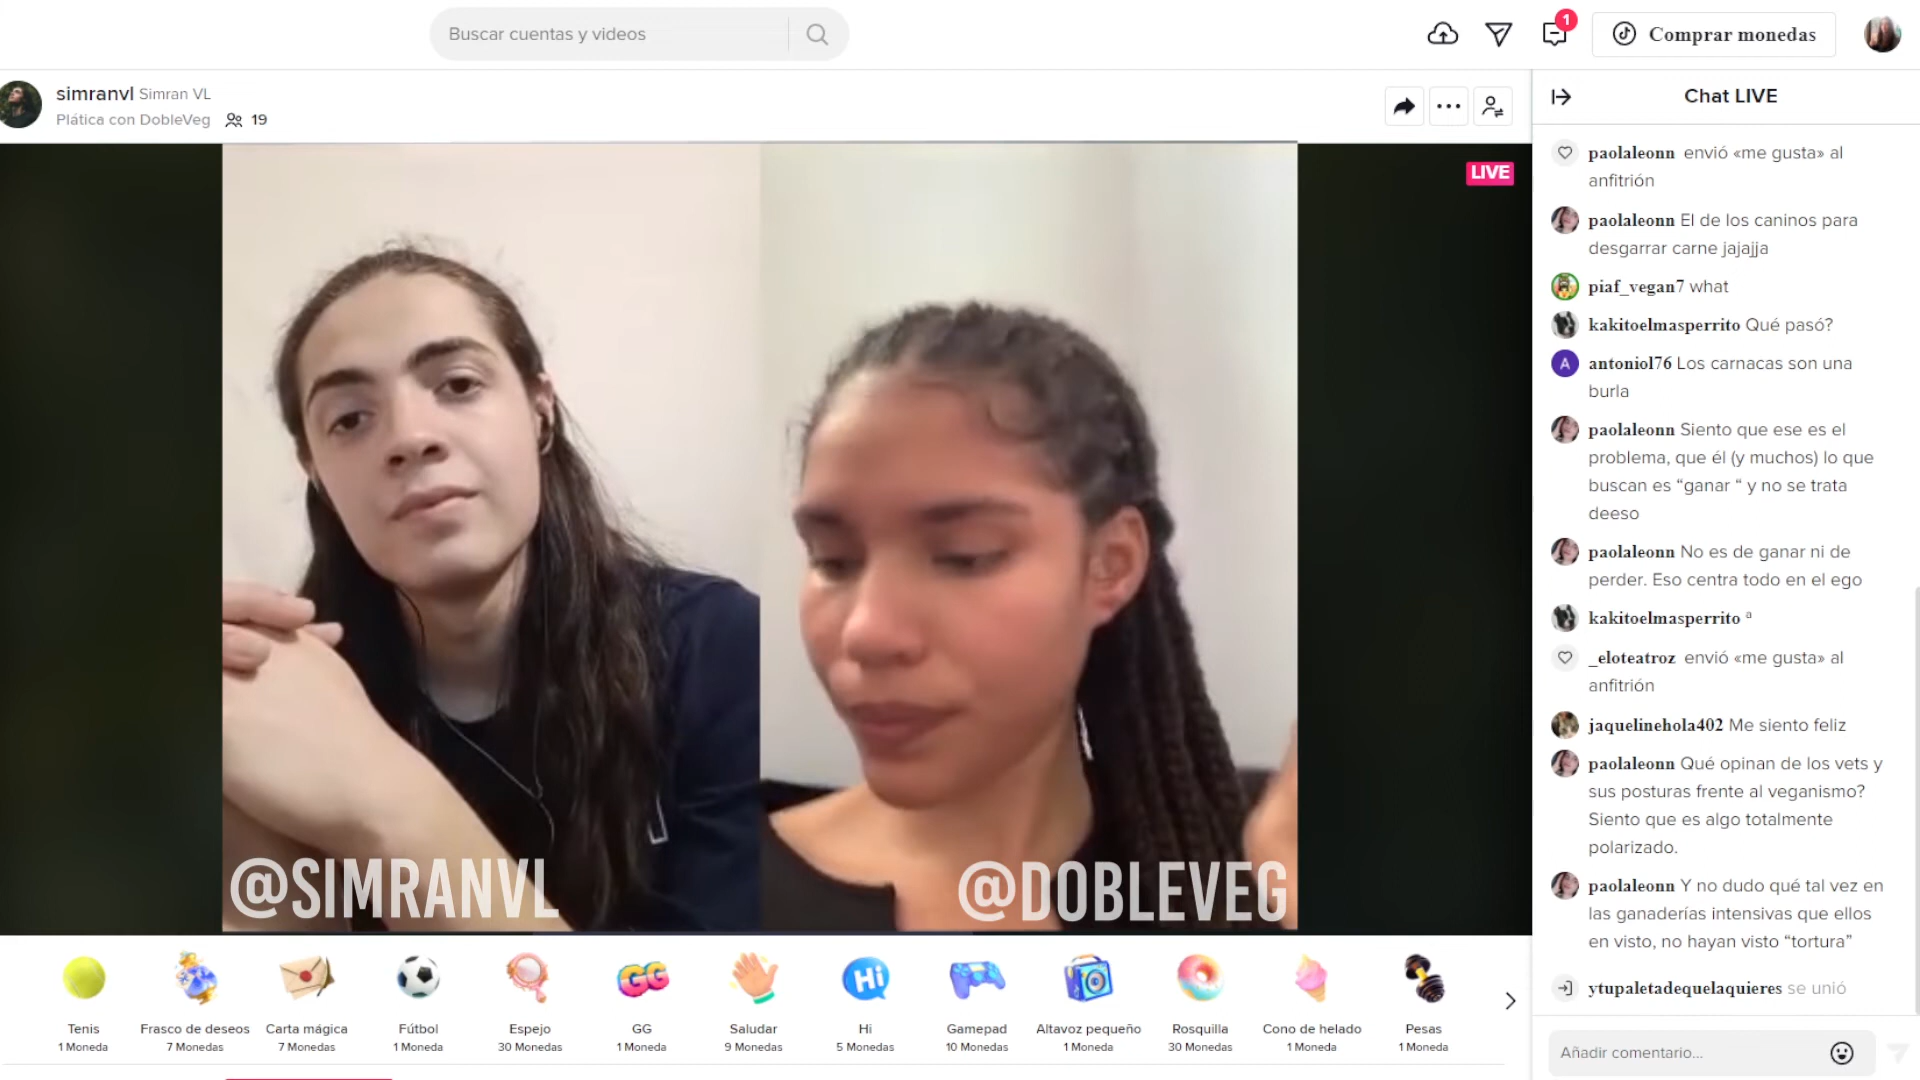 Buscar cuentas y videos
1
Comprar monedas
simranvl Simran VL
Plática con DobleVeg 19
LIVE
@SIMRANVL
@DOBLEVEG
Tenis
1 Moneda
Frasco de deseos
7 Monedas
Carta mágica
7 Monedas
Fútbol
1 Moneda
Espejo
30 Monedas
GG
GG
1 Moneda
Saludar
9 Monedas
Hi
Hi
5 Monedas
Gamepad
10 Monedas
Altavoz pequeño
1 Moneda
Rosquilla
30 Monedas
Cono de helado
1 Moneda
Pesas
1 Moneda
Chat LIVE
paolaleonn envió «me gusta» al
anfitrión
paolaleonn El de los caninos para
desgarrar carne jajajja
piaf_vegan7 what
kakitoelmasperrito Qué pasó?
A
antoniol76 Los carnacas son una
burla
paolaleonn Siento que ese es el
problema, que él (y muchos) lo que
buscan es “ganar “ y no se trata
deeso
paolaleonn No es de ganar ni de
perder. Eso centra todo en el ego
kakitoelmasperrito ª
_eloteatroz envió «me gusta» al
anfitrión
jaquelinehola402 Me siento feliz
paolaleonn Qué opinan de los vets y
sus posturas frente al veganismo?
Siento que es algo totalmente
polarizado.
paolaleonn Y no dudo qué tal vez en
las ganaderías intensivas que ellos
en visto, no hayan visto “tortura”
ytupaletadequelaquieres se unió
Añadir comentario...